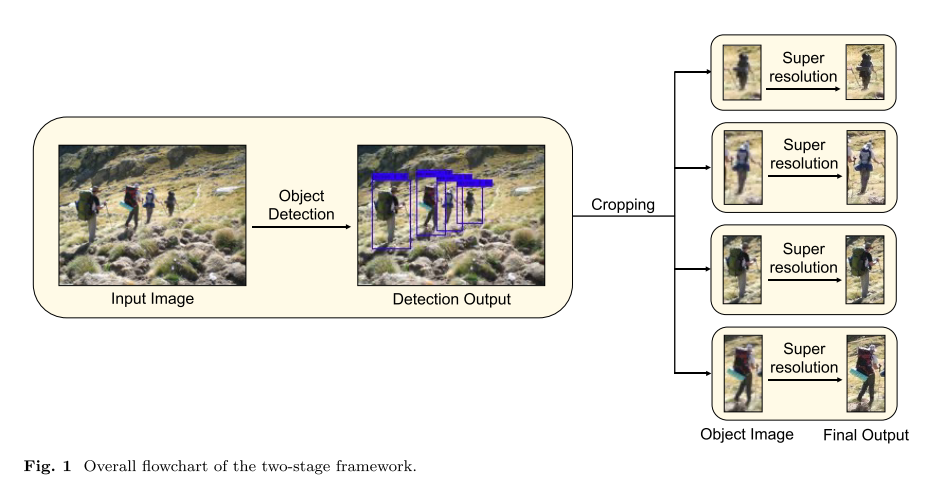 Super
resolution
Super
resolution
Object
Detection
Cropping
Super
resolution
Input Image
Detection Output
Super
resolution
Object Image
Final Output
Fig. 1 Overall flowchart of the two-stage framework.